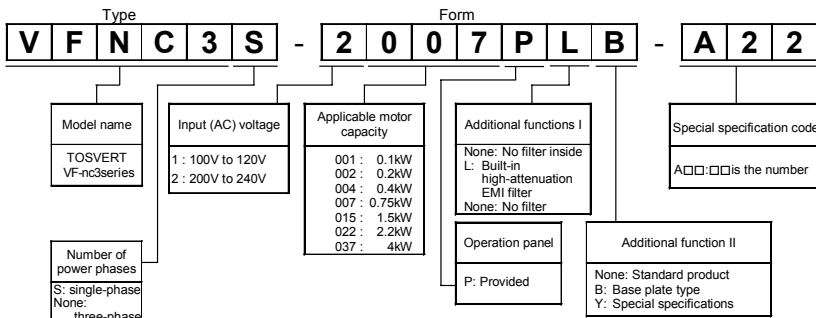 Type
Form
V F N C 3 S - 2 0 0 7 P L B - A 2 2
Model name
TOSVERT
VF-nc3series
Input (AC) voltage
1 : 100V to 120V
2 : 200V to 240V
Applicable motor
capacity
001 : 0.1kW
002 : 0.2kW
004 : 0.4kW
007 : 0.75kW
015 : 1.5kW
022 : 2.2kW
037 : 4kW
Additional functions I
None: No filter inside
L: Built-in
high-attenuation
EMI filter
None: No filter
Special specification code
A□□:□□is the number
Number of
power phases
S: single-phase
None:
three-phase
Operation panel
P: Provided
Additional function II
None: Standard product
B: Base plate type
Y: Special specifications